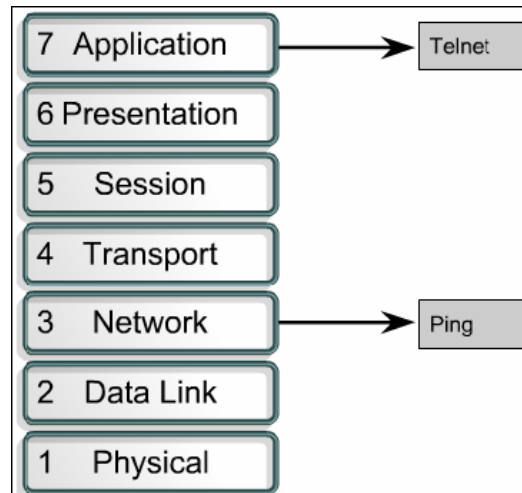 7 Application
Telnet
6 Presentation
5 Session
4 Transport
3 Network
Ping
2 Data Link
1 Physical